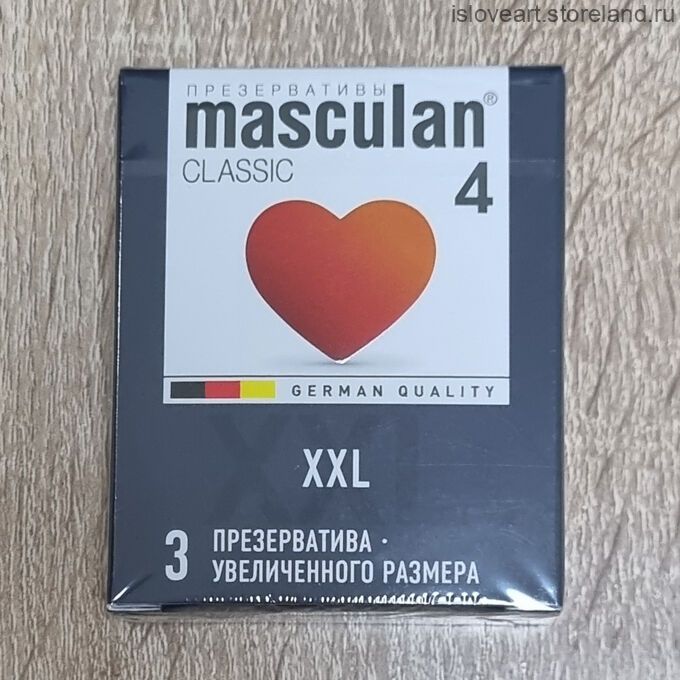 isloveart.storeland.ru
ПРЕЗЕРВАТИВЫ
masculan®
CLASSIC
4
GERMAN QUALITY
XXL
3 ПРЕЗЕРВАТИВА ·
УВЕЛИЧЕННОГО РАЗМЕРА